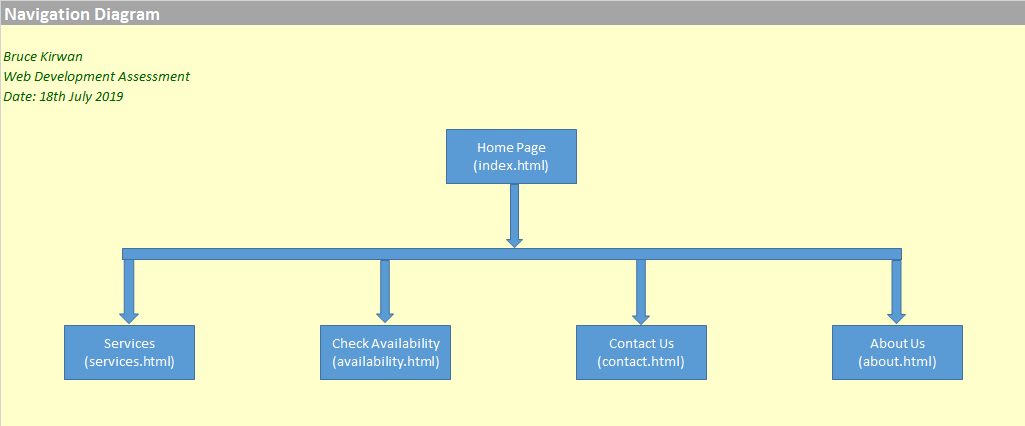 Navigation Diagram
Bruce Kirwan
Web Development Assessment
Date: 18th July 2019
Home Page
(index.html)
Services
(services.html)
Check Availability
(availability.html)
Contact Us
(contact.html)
About Us
(about.html)